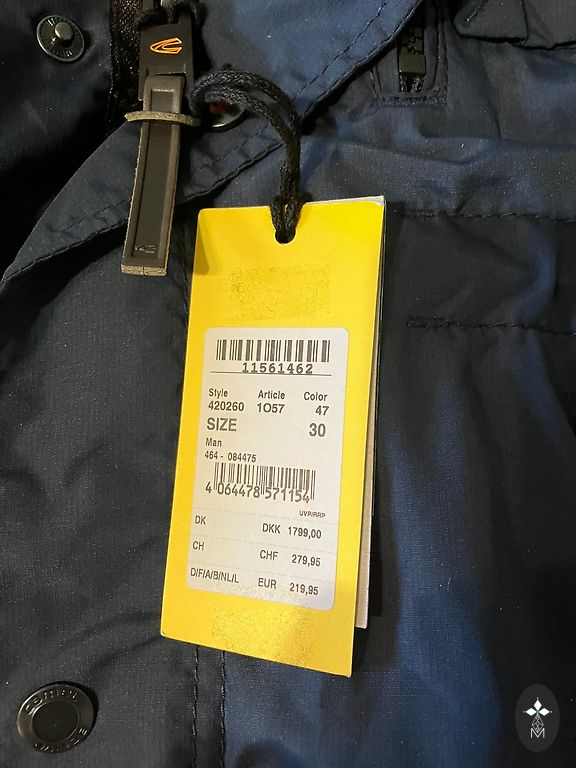 11561462
Style Article Color
420260 1O57 47
SIZE 30
Man
464 - 084475
4 064478 571154
UVP/RRP
DK DKK 1799,00
CH CHF 279,95
D/F/A/B/NL/L EUR 219,95
camel